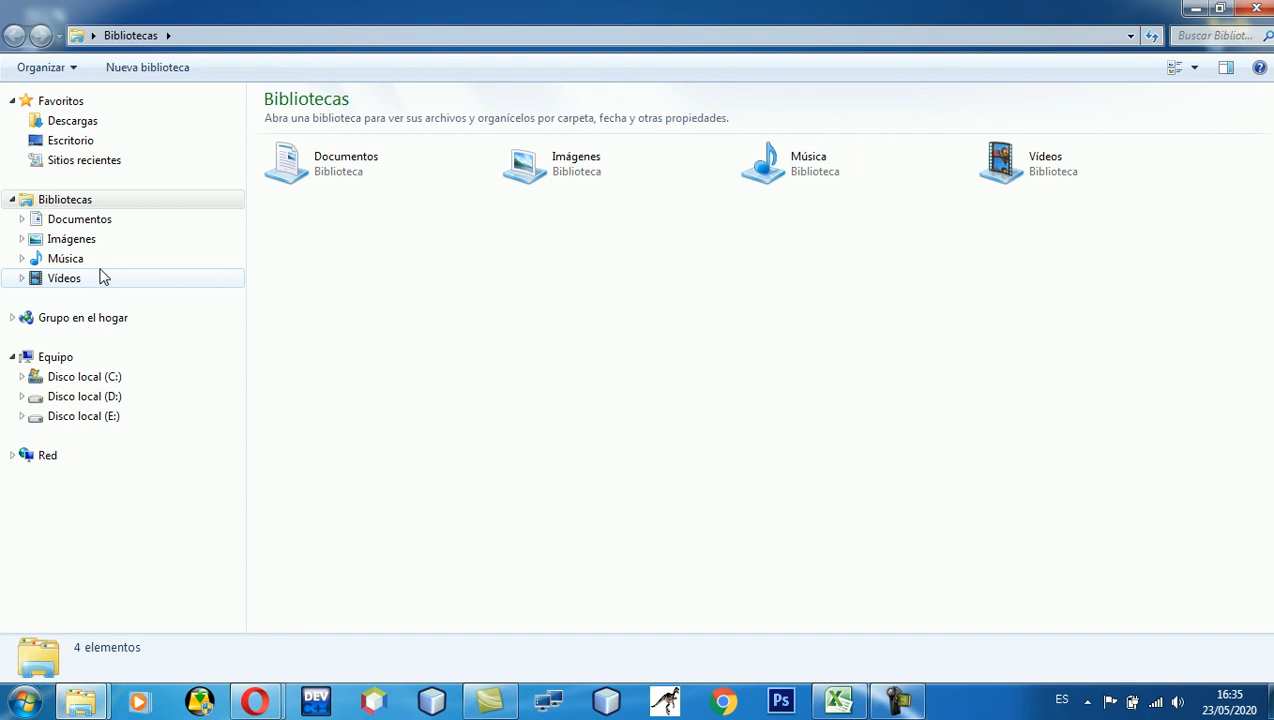 Bibliotecas
Buscar Bibliot...
Organizar
Nueva biblioteca
Favoritos
Descargas
Escritorio
Sitios recientes
Bibliotecas
Documentos
Imágenes
Música
Vídeos
Grupo en el hogar
Equipo
Disco local (C:)
Disco local (D:)
Disco local (E:)
Red
Bibliotecas
Abra una biblioteca para ver sus archivos y organícelos por carpeta, fecha y otras propiedades.
Documentos
Biblioteca
Imágenes
Biblioteca
Música
Biblioteca
Vídeos
Biblioteca
4 elementos
DEV
Ps
ES
16:35
23/05/2020